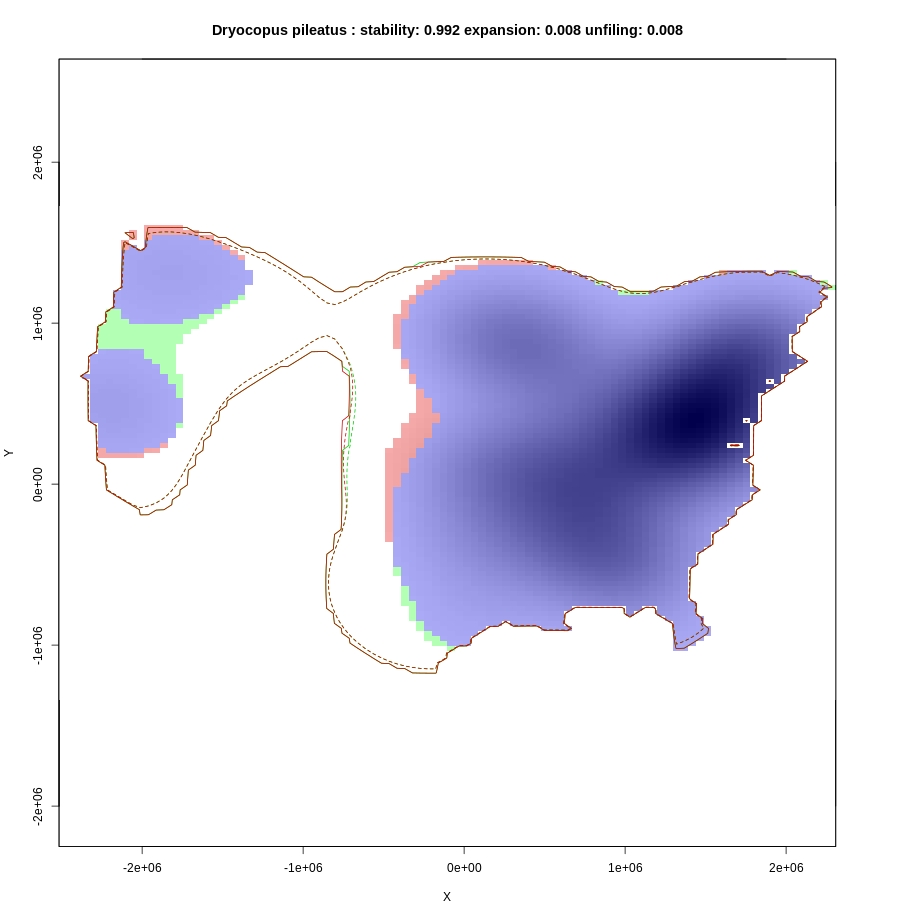 Dryocopus pileatus : stability: 0.992 expansion: 0.008 unfiling: 0.008
2e+06
1e+06
0e+00
-1e+06
-2e+06
Y
-2e+06 -1e+06 0e+00 1e+06 2e+06
X